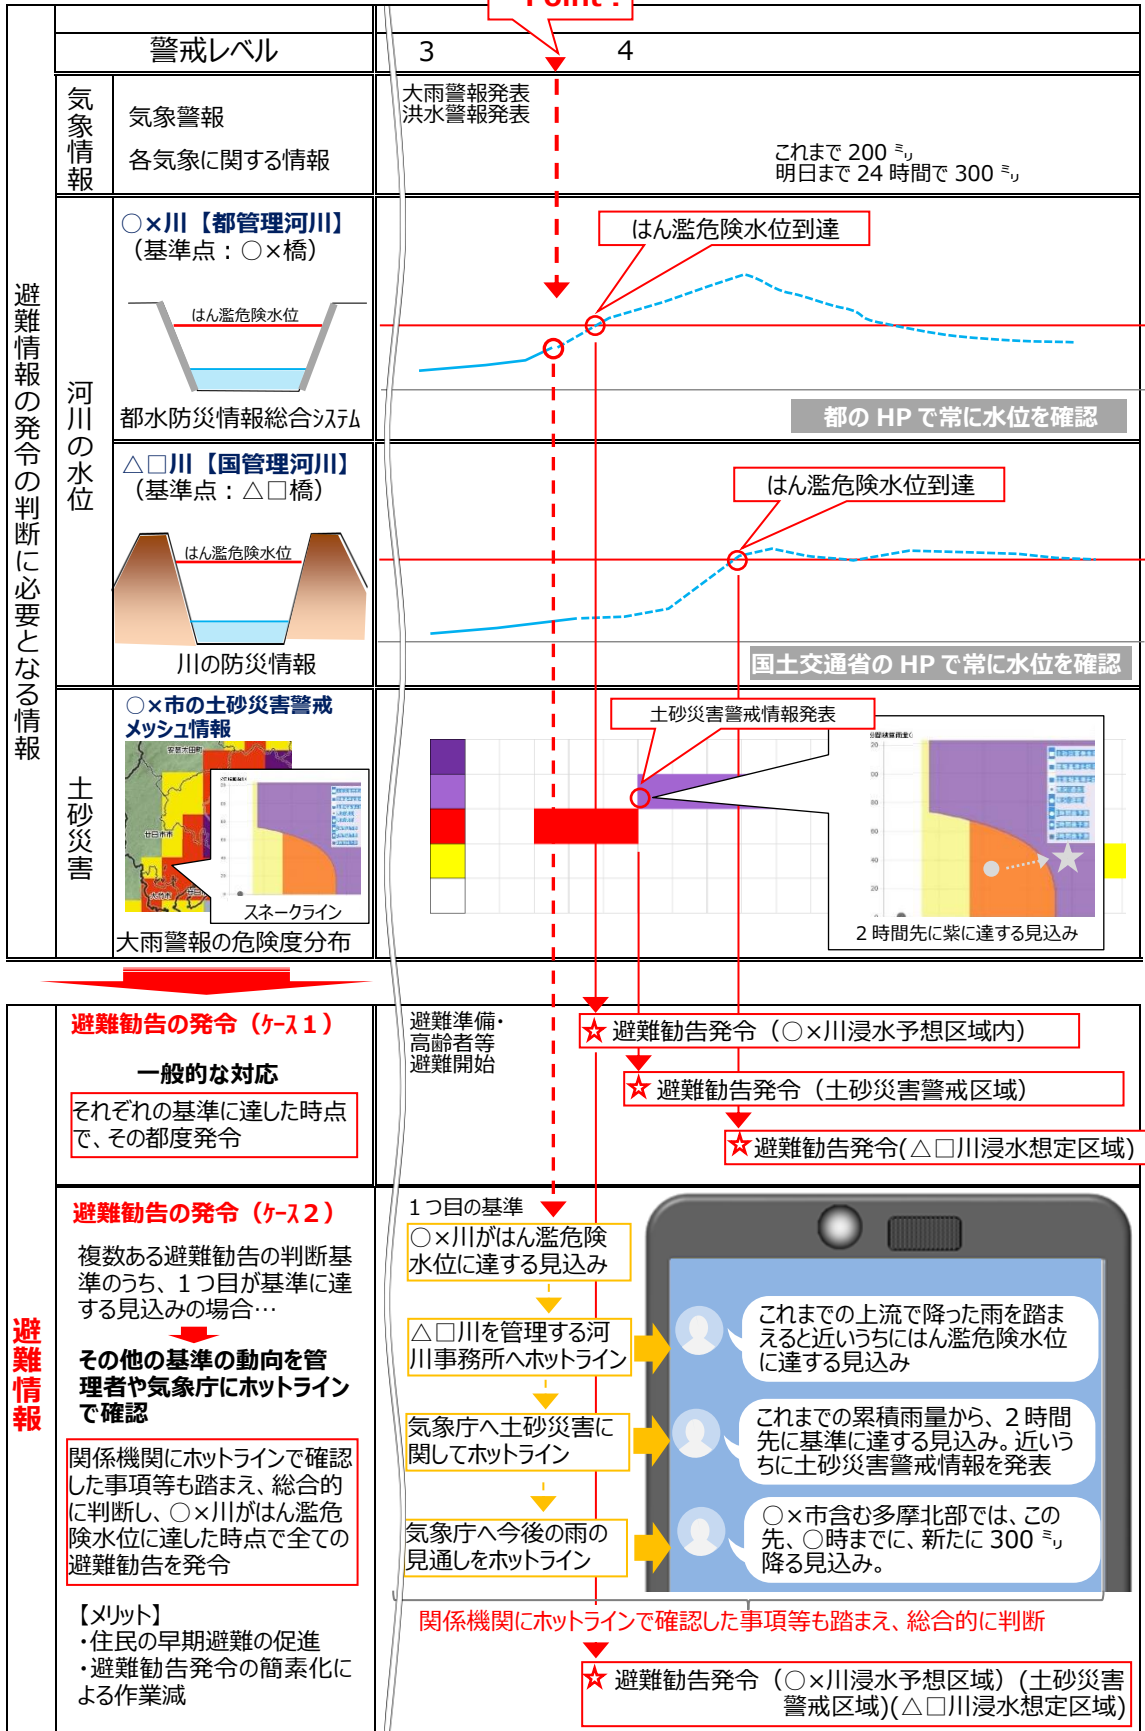 Point!
警戒レベル
3
4
避難情報の発令の判断に必要となる情報
気象情報
気象警報
各気象に関する情報
大雨警報発表
洪水警報発表
これまで 200 ㍉
明日まで 24 時間で 300 ㍉
河川の水位
○×川【都管理河川】
（基準点：○×橋）
はん濫危険水位
都水防災情報総合ｼｽﾃﾑ
はん濫危険水位到達
都の HP で常に水位を確認
△□川【国管理河川】
（基準点：△□橋）
はん濫危険水位
川の防災情報
はん濫危険水位到達
国土交通省の HP で常に水位を確認
土砂災害
○×市の土砂災害警戒
メッシュ情報
安芸太田町
廿日市市
スネークライン
大雨警報の危険度分布
土砂災害警戒情報発表
２時間先に紫に達する見込み
避難情報
避難勧告の発令（ｹｰｽ１）
一般的な対応
それぞれの基準に達した時点
で、その都度発令
避難準備・
高齢者等
避難開始
☆ 避難勧告発令（○×川浸水予想区域内）
☆ 避難勧告発令（土砂災害警戒区域）
☆ 避難勧告発令(△□川浸水想定区域)
避難勧告の発令（ｹｰｽ２）
複数ある避難勧告の判断基
準のうち、１つ目が基準に達
する見込みの場合…
その他の基準の動向を管
理者や気象庁にホットライン
で確認
関係機関にホットラインで確認
した事項等も踏まえ、総合的
に判断し、○×川がはん濫危
険水位に達した時点で全ての
避難勧告を発令
【メリット】
・住民の早期避難の促進
・避難勧告発令の簡素化に
よる作業減
１つ目の基準
○×川がはん濫危険
水位に達する見込み
△□川を管理する河
川事務所へホットライン
気象庁へ土砂災害に
関してホットライン
気象庁へ今後の雨の
見通しをホットライン
これまでの上流で降った雨を踏ま
えると近いうちにはん濫危険水位
に達する見込み
これまでの累積雨量から、２時間
先に基準に達する見込み。近いう
ちに土砂災害警戒情報を発表
○×市含む多摩北部では、この
先、○時までに、新たに 300 ㍉
降る見込み。
関係機関にホットラインで確認した事項等も踏まえ、総合的に判断
☆ 避難勧告発令（○×川浸水予想区域）(土砂災害
警戒区域)(△□川浸水想定区域)